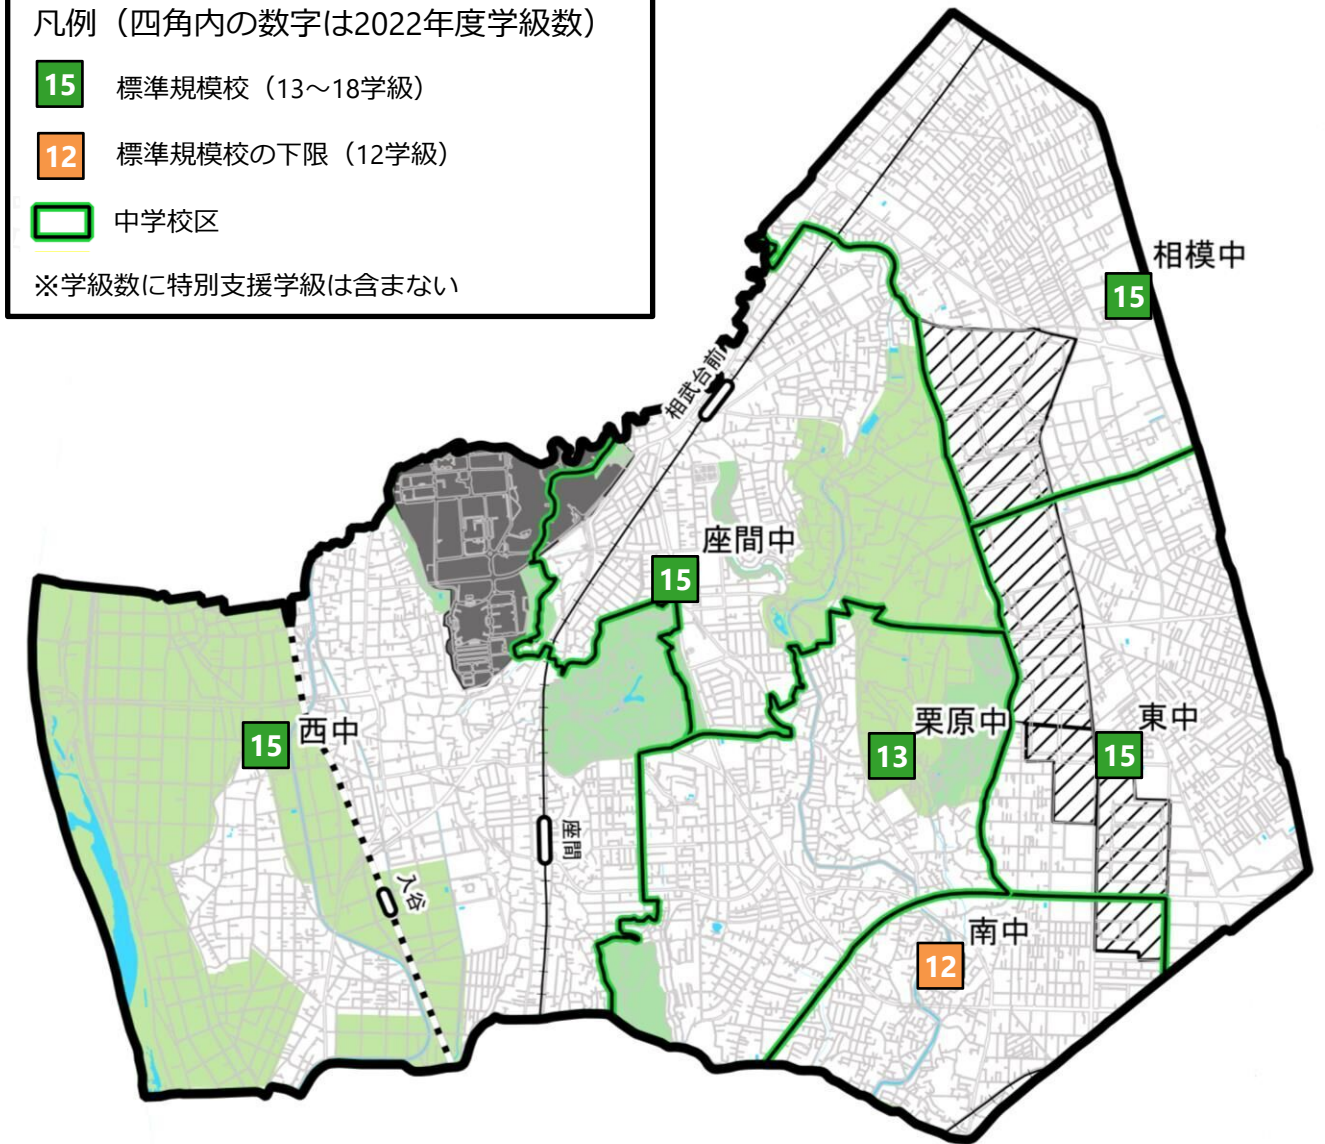 凡例（四角内の数字は2022年度学級数）
15 標準規模校（13～18学級）
12 標準規模校の下限（12学級）
中学校区
※学級数に特別支援学級は含まない
相模中
15
相武台前
座間中
15
西中
15
栗原中
13
東中
15
座間
入谷
南中
12